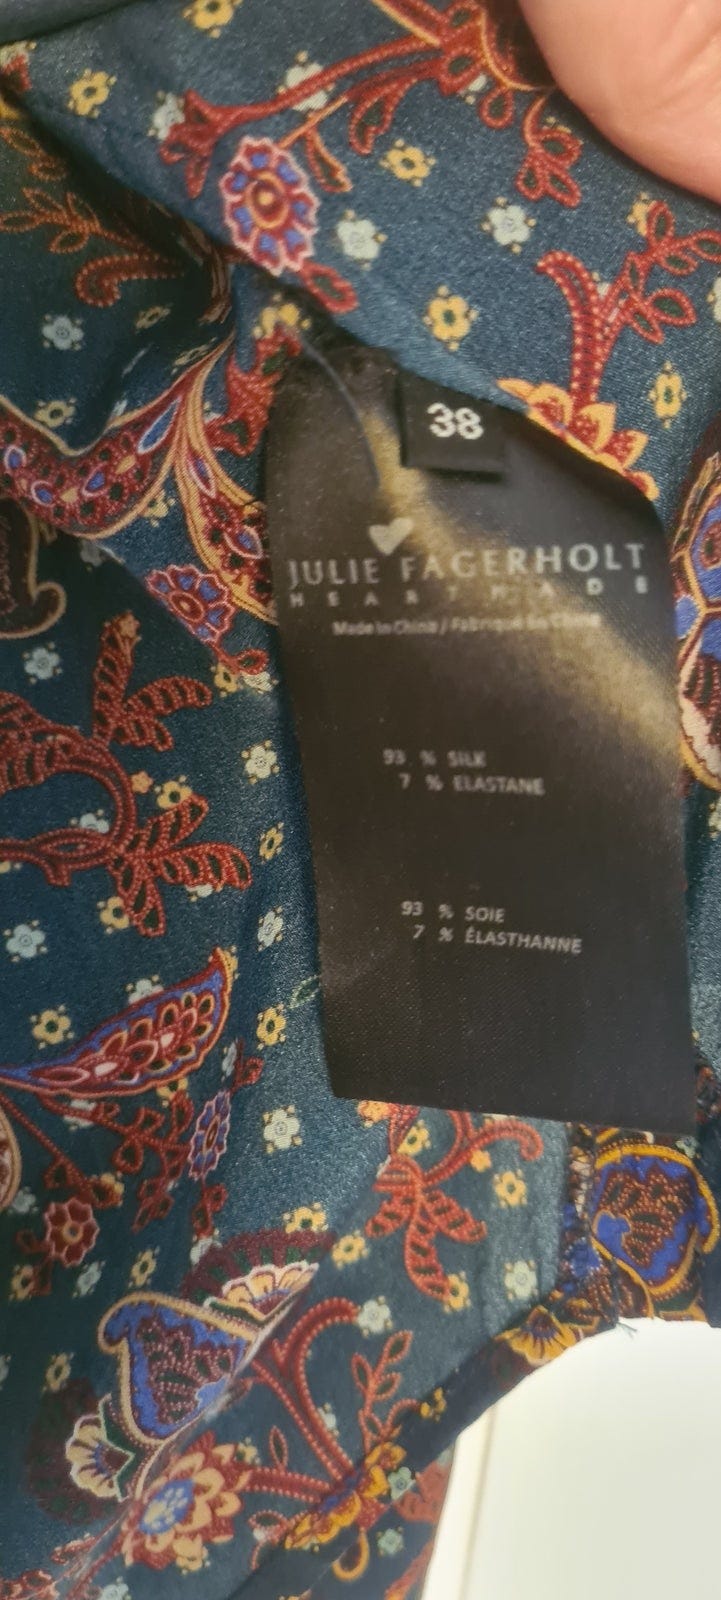 38
JULIE FAGERHOLT
HEARTMADE
Made in China / Fabriqué En Chine
93 % SILK
7 % ELASTANE
93 % SOIE
7 % ÉLASTHANNE